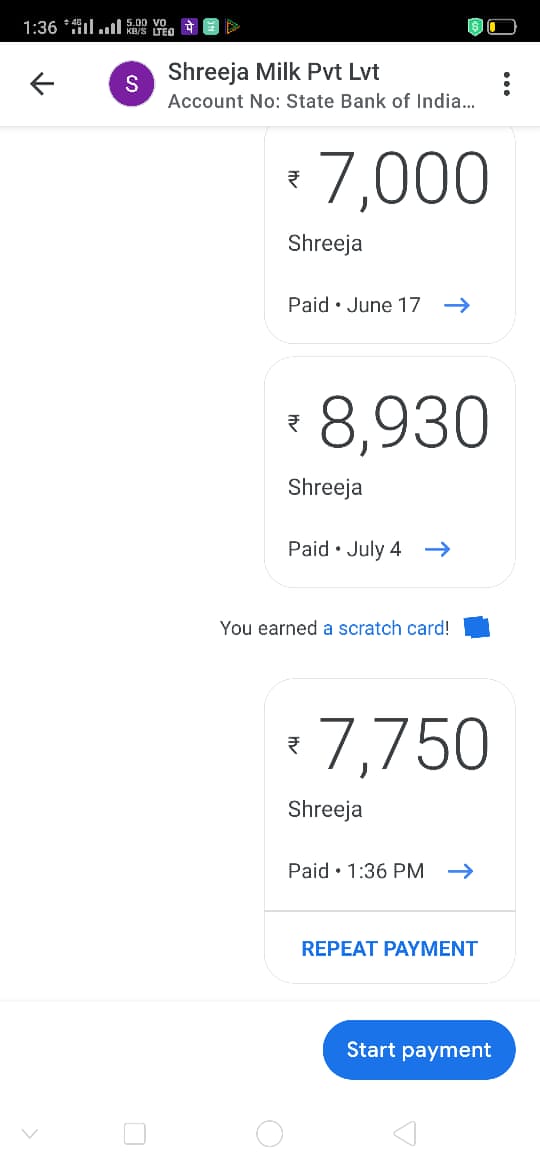 1:36 4G 5.00 KB/S VO LTE
S Shreeja Milk Pvt Lvt
Account No: State Bank of India...
₹ 7,000
Shreeja
Paid • June 17
₹ 8,930
Shreeja
Paid • July 4
You earned a scratch card!
₹ 7,750
Shreeja
Paid • 1:36 PM
REPEAT PAYMENT
Start payment